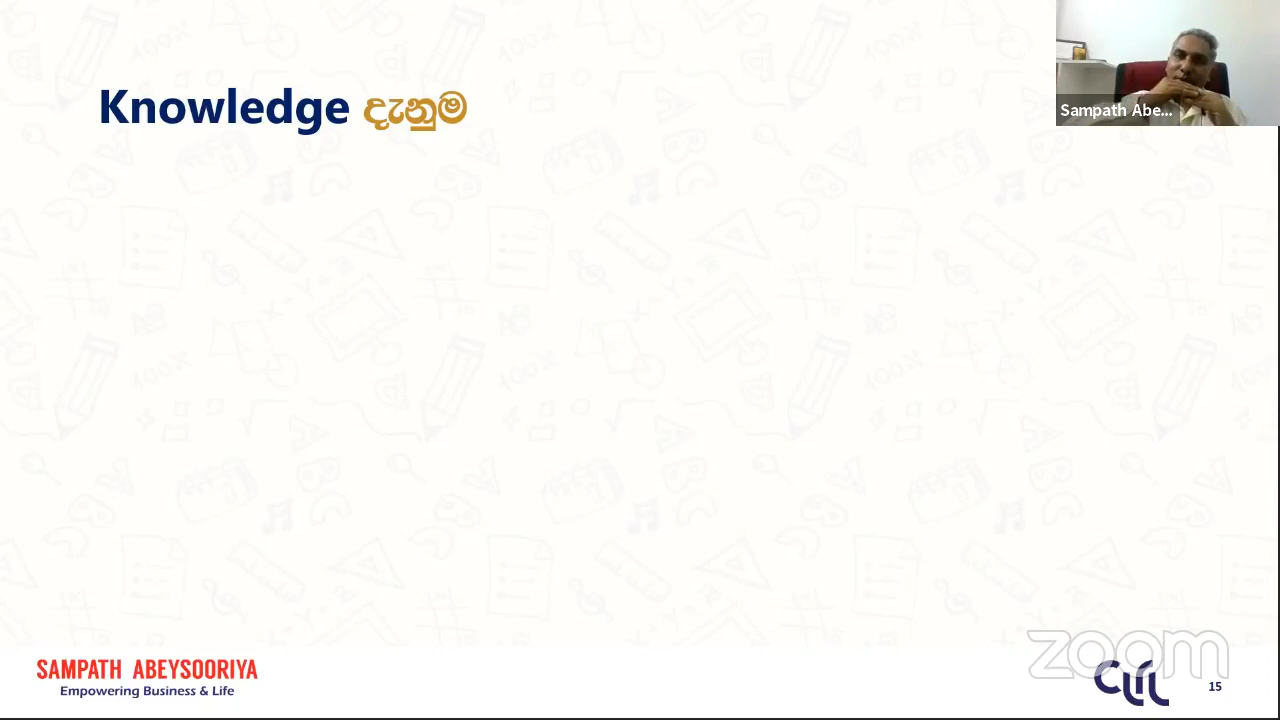 Knowledge දැනුම
Sampath Abe...
SAMPATH ABEYSOORIYA
Empowering Business & Life
zoom
15